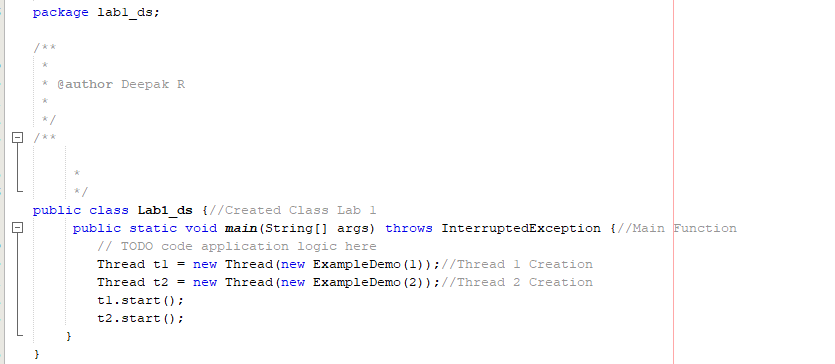 package lab1_ds;
/**
*
* @author Deepak R
*
*/
/**
*
*/
public class Lab1_ds {//Created Class Lab 1
public static void main(String[] args) throws InterruptedException {//Main Function
// TODO code application logic here
Thread t1 = new Thread(new ExampleDemo(1));//Thread 1 Creation
Thread t2 = new Thread(new ExampleDemo(2));//Thread 2 Creation
t1.start();
t2.start();
}
}